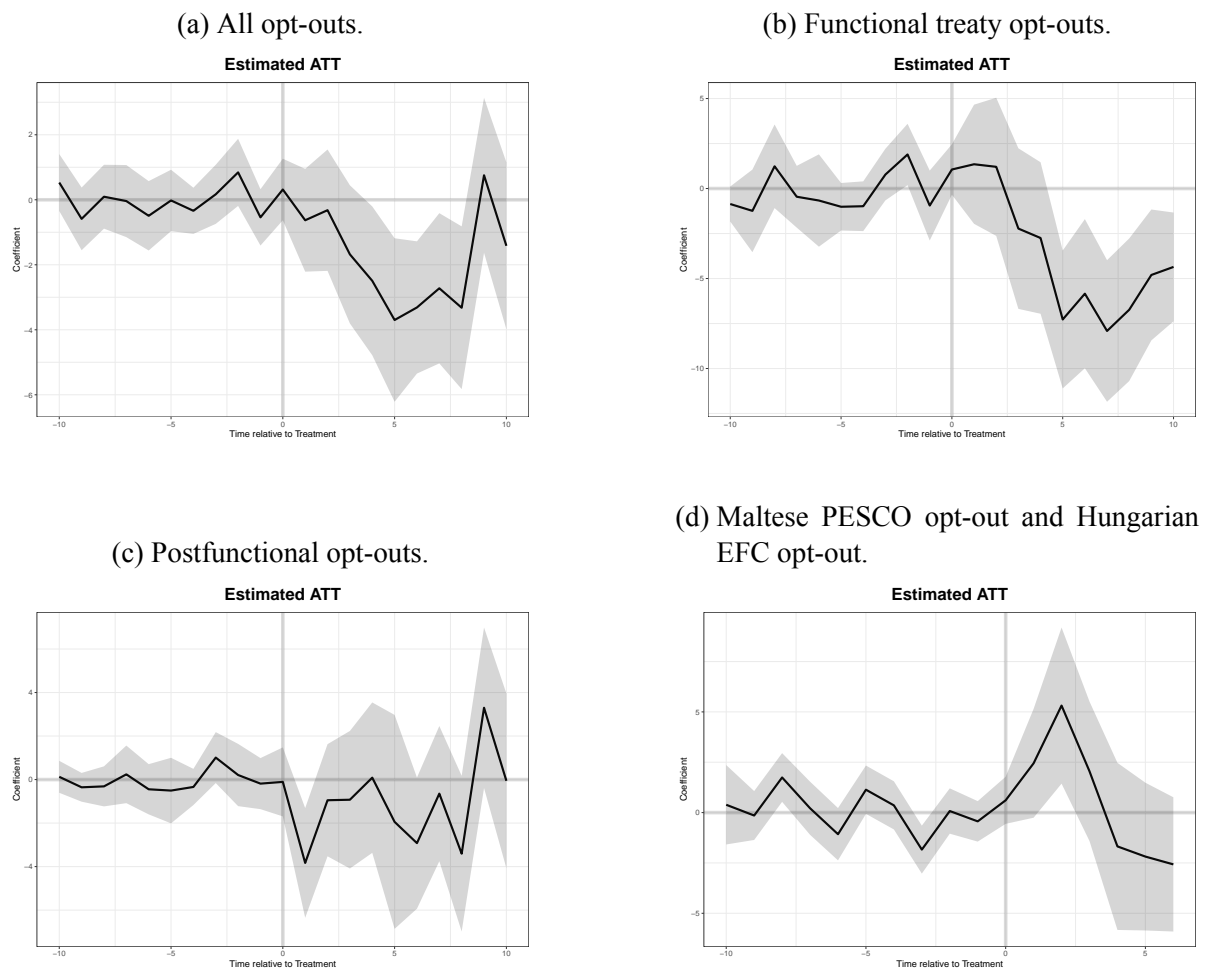 (a) All opt-outs.
Estimated ATT
Coefficient
2
0
−2
−4
−6
−10
−5
0
5
10
Time relative to Treatment
(b) Functional treaty opt-outs.
Estimated ATT
Coefficient
5
0
−5
−10
−10
−5
0
5
10
Time relative to Treatment
(c) Postfunctional opt-outs.
Estimated ATT
Coefficient
4
0
−4
−10
−5
0
5
10
Time relative to Treatment
(d) Maltese PESCO opt-out and Hungarian
EFC opt-out.
Estimated ATT
Coefficient
5
0
−5
−10
−5
0
5
Time relative to Treatment